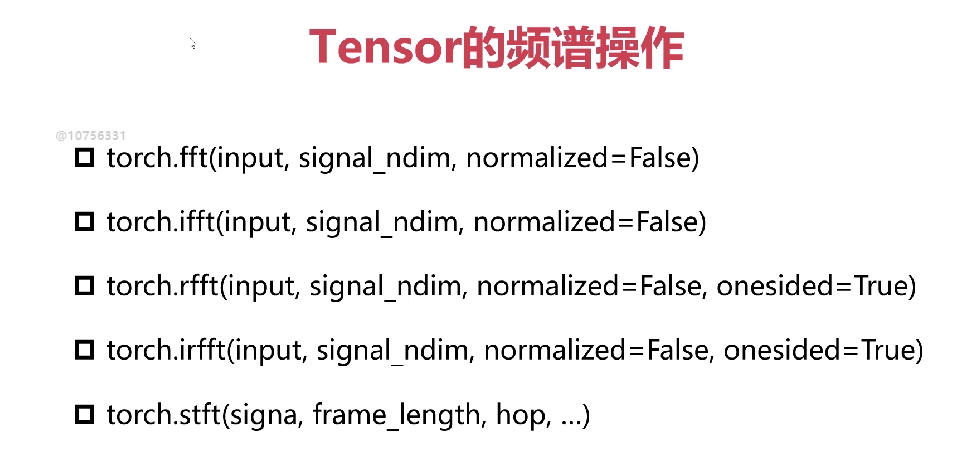 Tensor的频谱操作
@10756331
torch.fft(input, signal_ndim, normalized=False)
torch.ifft(input, signal_ndim, normalized=False)
torch.rfft(input, signal_ndim, normalized=False, onesided=True)
torch.irfft(input, signal_ndim, normalized=False, onesided=True)
torch.stft(signa, frame_length, hop, ...)